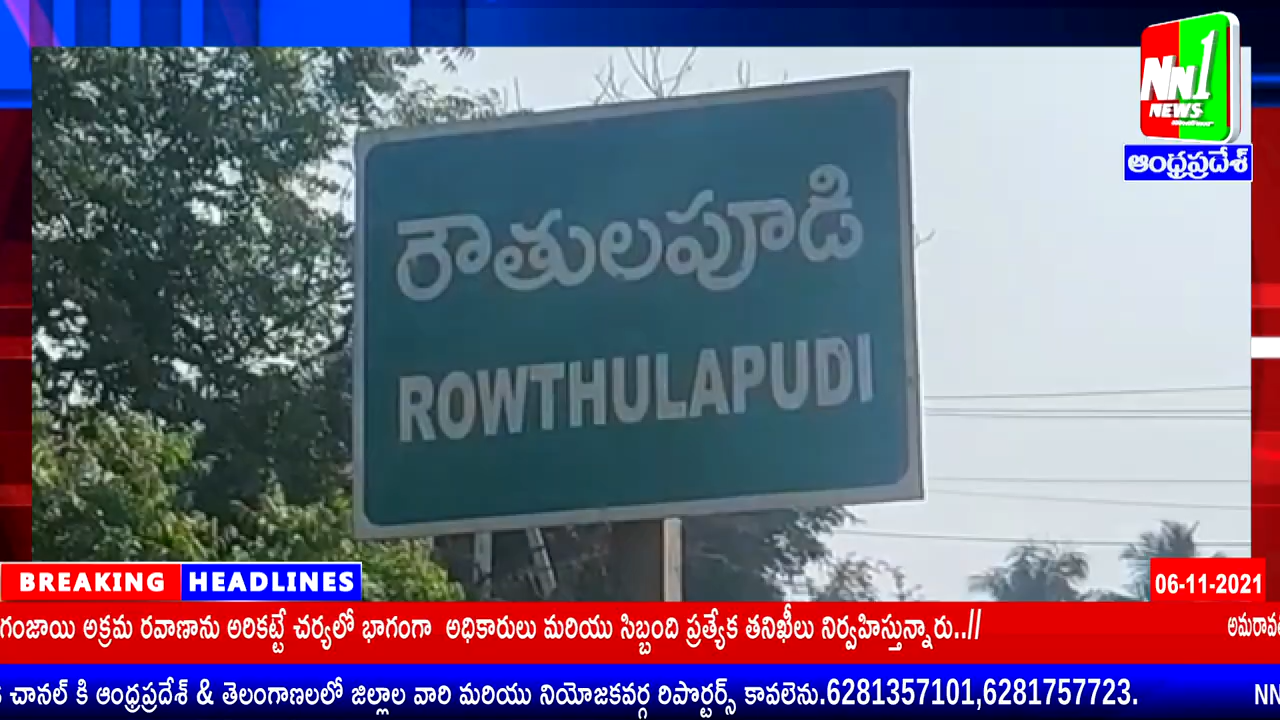 Nn1
NEWS
ఆంధ్రప్రదేశ్
రౌతులపూడి
ROWTHULAPUDI
BREAKING HEADLINES
06-11-2021
గంజాయి అక్రమ రవాణాను అరికట్టే చర్యలో భాగంగా అధికారులు మరియు సిబ్బంది ప్రత్యేక తనిఖీలు నిర్వహిస్తున్నారు..//
చానల్ కి ఆంధ్రప్రదేశ్ & తెలంగాణలలో జిల్లాల వారి మరియు నియోజకవర్గ రిపొర్టర్స్ కావలెను.6281357101,6281757723. NN